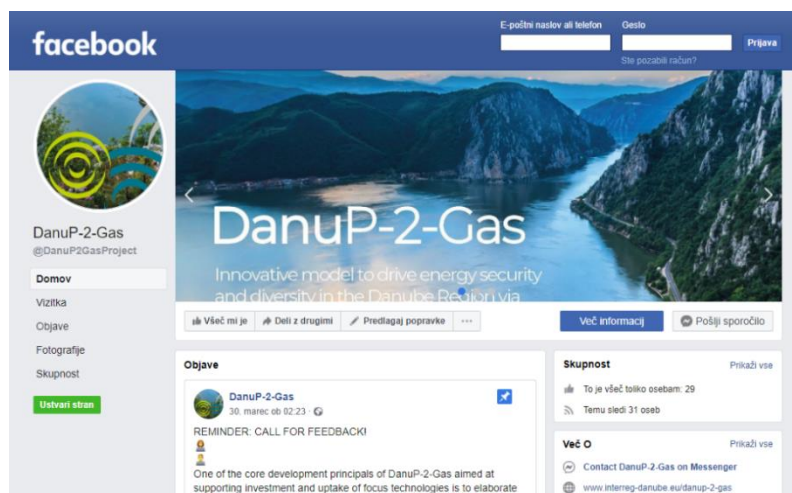 facebook
E-poštni naslov ali telefon
Geslo
Prijava
Ste pozabili račun?
DanuP-2-Gas
@DanuP2GasProject
Domov
Vizitka
Objave
Fotografije
Skupnost
Ustvari stran
DanuP-2-Gas
Innovative model to drive energy security
and diversity in the Danube Region via
Všeč mi je
Deli z drugimi
Predlagaj popravke
Več informacij
Pošlji sporočilo
Objave
DanuP-2-Gas
30. marec ob 02:23
REMINDER: CALL FOR FEEDBACK!
One of the core development principals of DanuP-2-Gas aimed at
supporting investment and uptake of focus technologies is to elaborate
Skupnost
Prikaži vse
To je všeč toliko osebam: 29
Temu sledi 31 oseb
Več O
Prikaži vse
Contact DanuP-2-Gas on Messenger
www.interreg-danube.eu/danup-2-gas